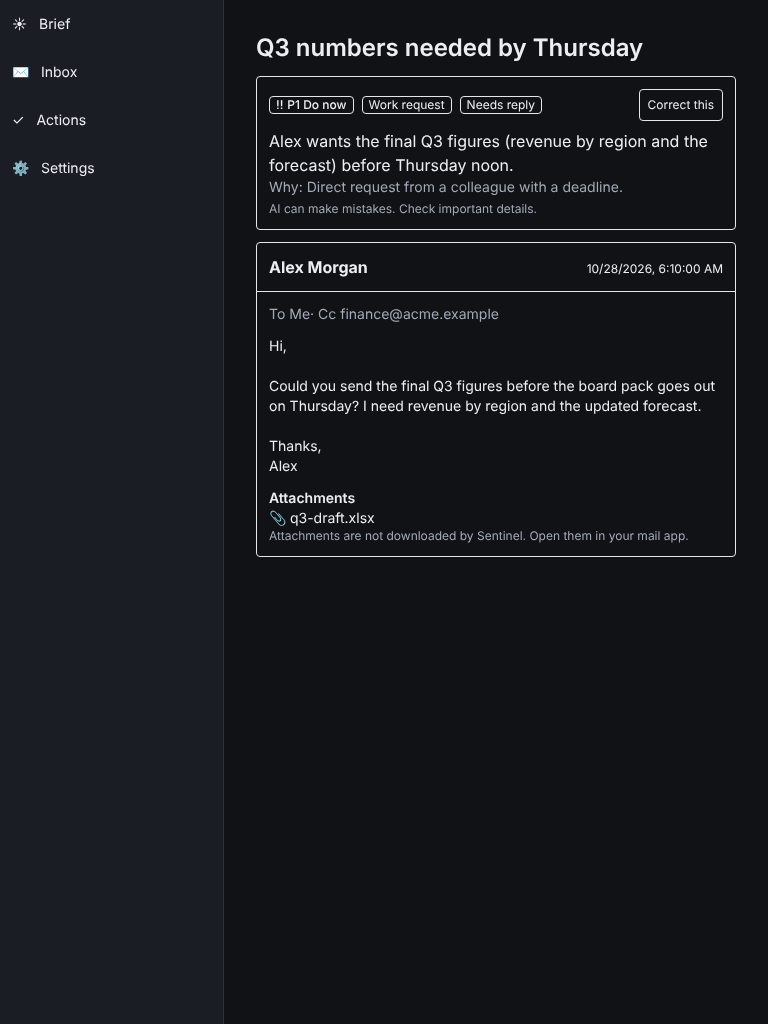 Brief
Inbox
Actions
Settings
Q3 numbers needed by Thursday
!! P1 Do now
Work request
Needs reply
Correct this
Alex wants the final Q3 figures (revenue by region and the
forecast) before Thursday noon.
Why: Direct request from a colleague with a deadline.
AI can make mistakes. Check important details.
Alex Morgan
10/28/2026, 6:10:00 AM
To Me· Cc finance@acme.example
Hi,
Could you send the final Q3 figures before the board pack goes out
on Thursday? I need revenue by region and the updated forecast.
Thanks,
Alex
Attachments
q3-draft.xlsx
Attachments are not downloaded by Sentinel. Open them in your mail app.